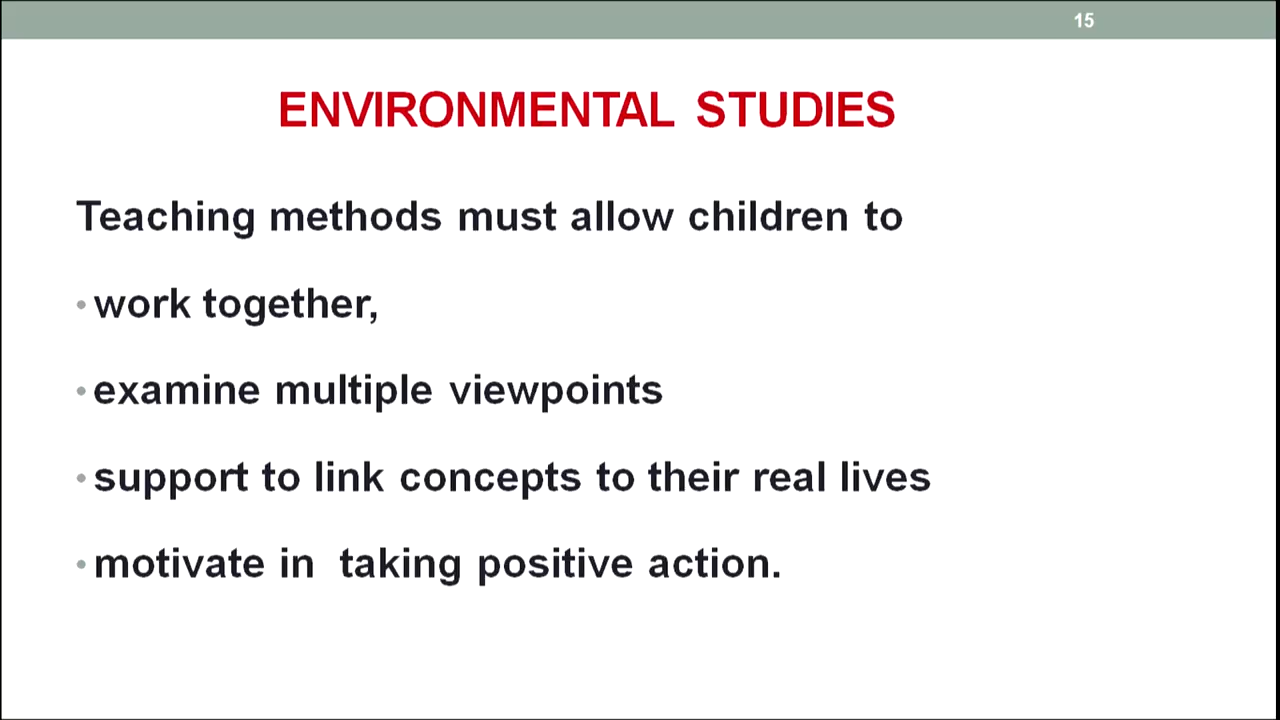 15
ENVIRONMENTAL STUDIES
Teaching methods must allow children to
• work together,
• examine multiple viewpoints
• support to link concepts to their real lives
• motivate in  taking positive action.